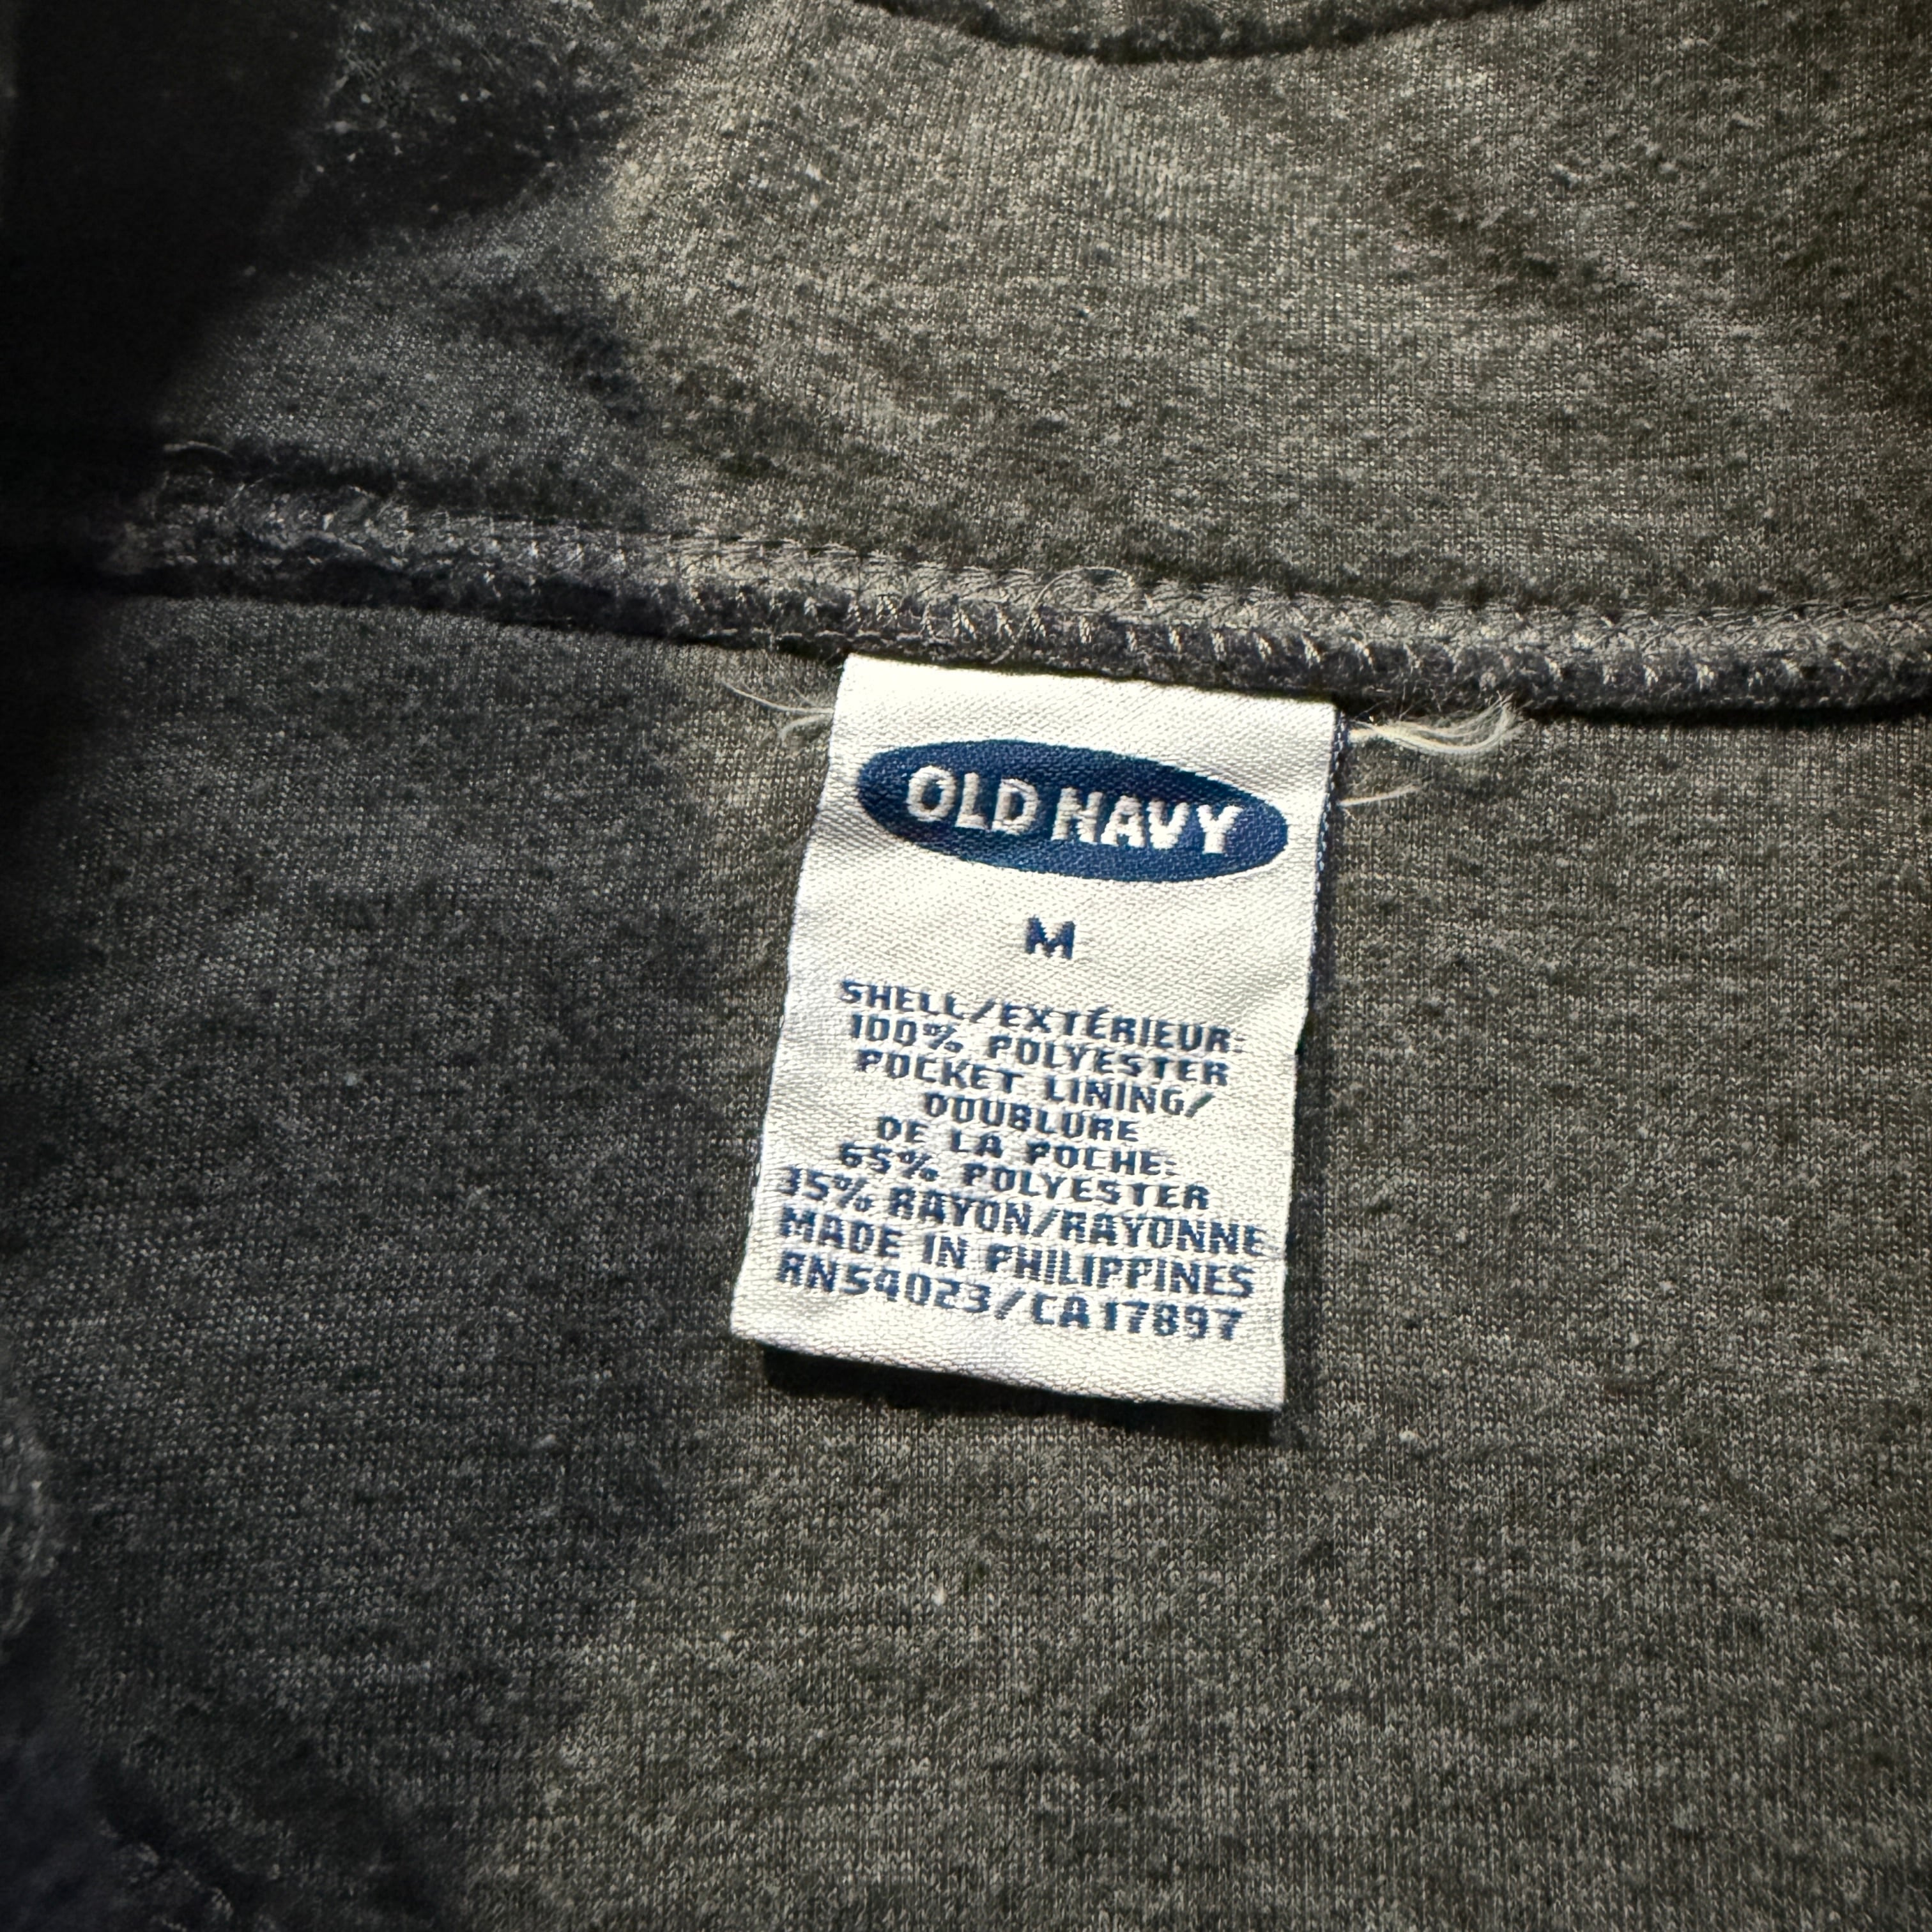 OLD NAVY
M
SHELL/EXTÉRIEUR:
100% POLYESTER
POCKET LINING/
DOUBLURE
DE LA POCHE:
65% POLYESTER
35% RAYON/RAYONNE
MADE IN PHILIPPINES
RN54023/CA17897